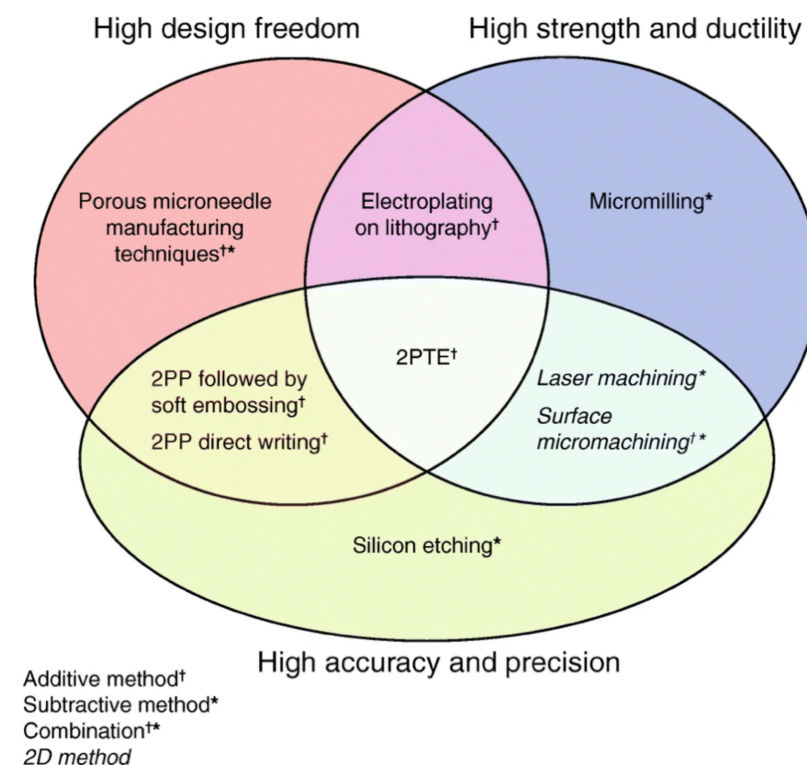 High design freedom
High strength and ductility
Porous microneedle
manufacturing
techniques†*
Electroplating
on lithography†
Micromilling*
2PTE†
2PP followed by
soft embossing†
2PP direct writing†
Laser machining*
Surface
micromachining†*
Silicon etching*
High accuracy and precision
Additive method†
Subtractive method*
Combination†*
2D method